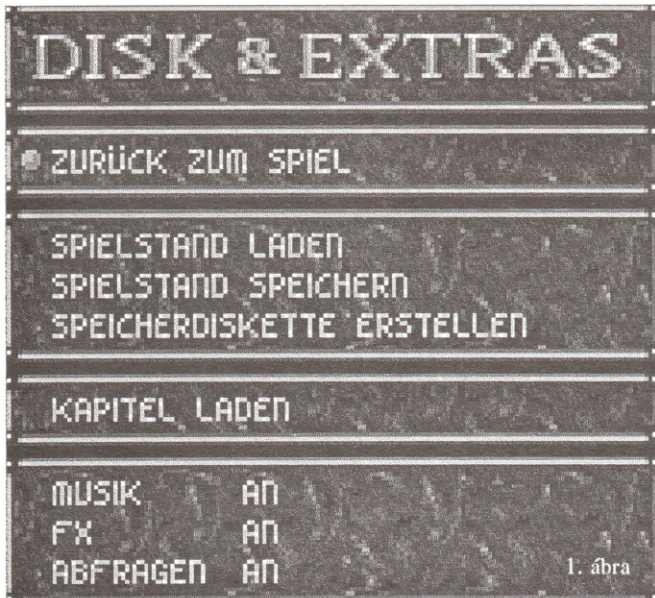 DISK & EXTRAS
ZURÜCK ZUM SPIEL
SPIELSTAND LADEN
SPIELSTAND SPEICHERN
SPEICHERDISKETTE ERSTELLEN
KAPITEL LADEN
MUSIK AN
FX AN
ABFRAGEN AN
1. ábra